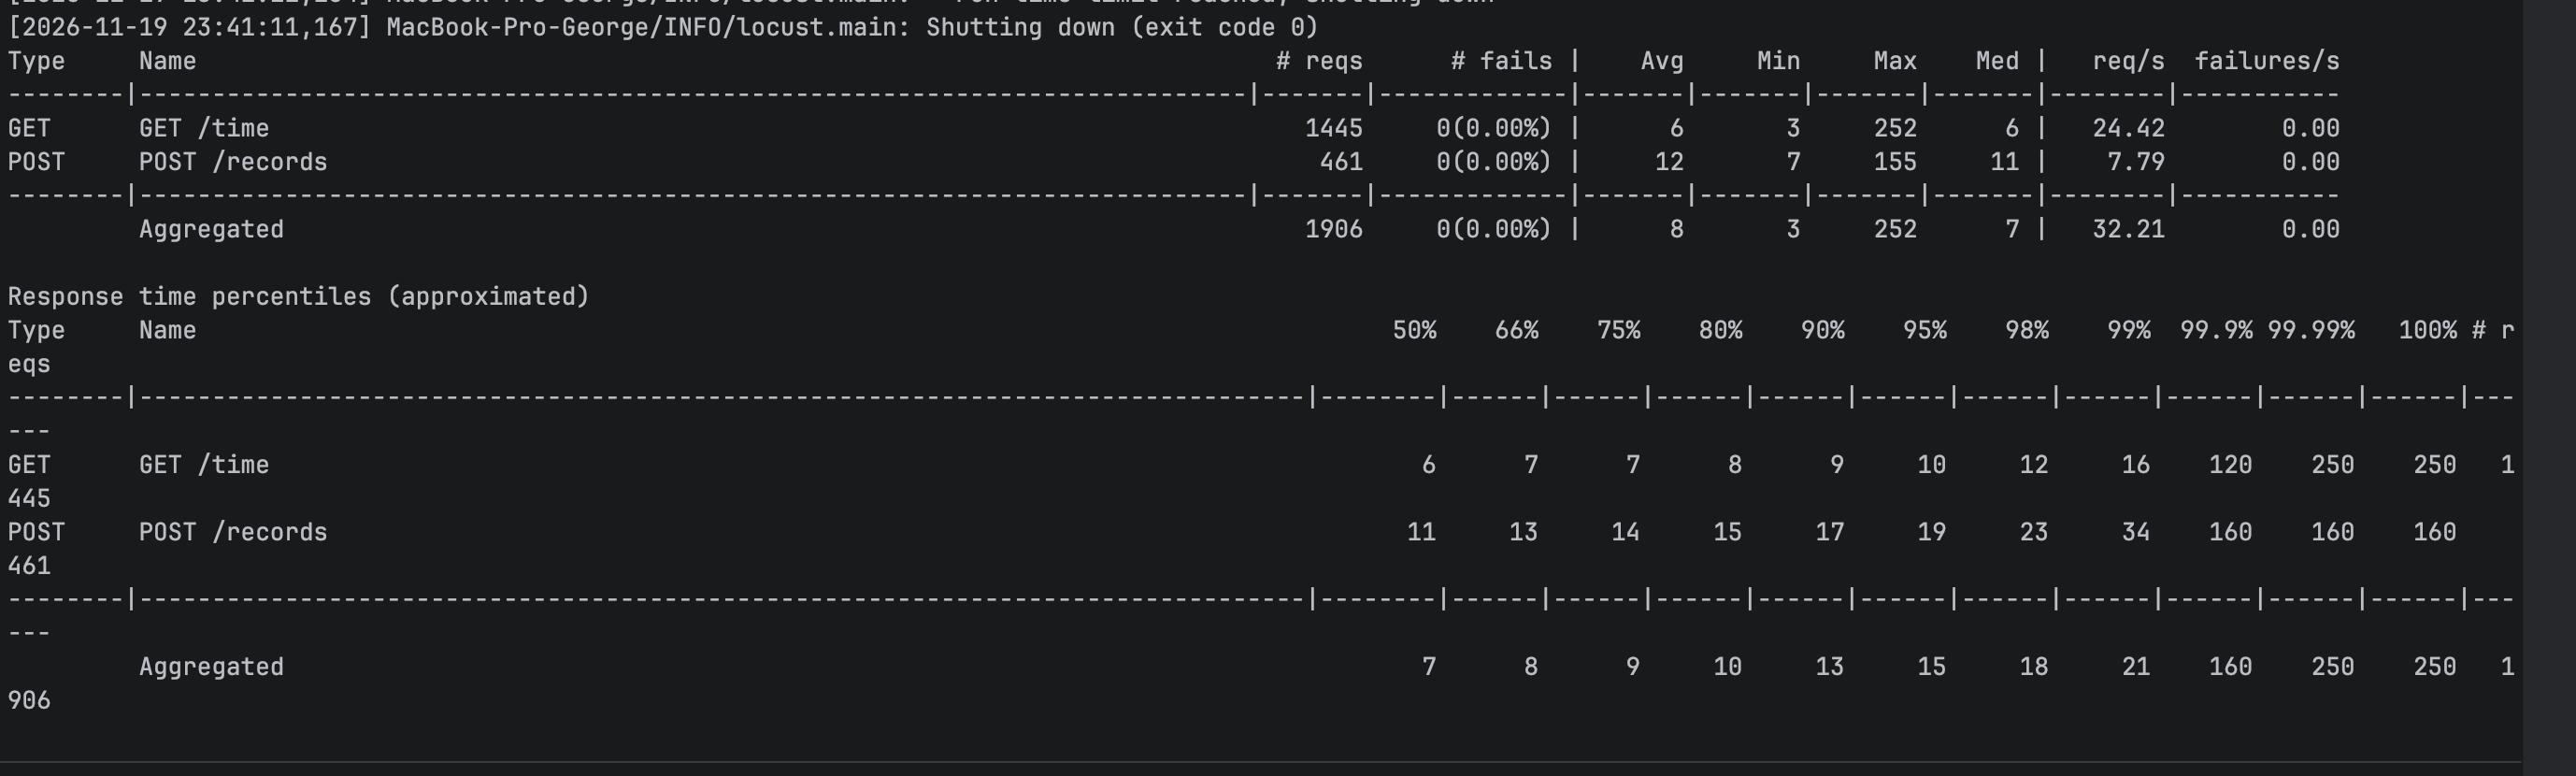 [2026-11-19 23:41:11,167] MacBook-Pro-George/INFO/locust.main: Shutting down (exit code 0)
Type     Name                                                                          # reqs      # fails |    Avg     Min     Max    Med |   req/s  failures/s
--------|----------------------------------------------------------------------------|-------|-------------|-------|-------|-------|-------|--------|-----------
GET      GET /time                                                                       1445     0(0.00%) |      6       3     252      6 |   24.42        0.00
POST     POST /records                                                                    461     0(0.00%) |     12       7     155     11 |    7.79        0.00
--------|----------------------------------------------------------------------------|-------|-------------|-------|-------|-------|-------|--------|-----------
         Aggregated                                                                      1906     0(0.00%) |      8       3     252      7 |   32.21        0.00
Response time percentiles (approximated)
Type     Name                                                                                  50%    66%    75%    80%    90%    95%    98%    99%  99.9% 99.99%   100% # r
eqs
--------|--------------------------------------------------------------------------------|--------|------|------|------|------|------|------|------|------|------|------|---
---
GET      GET /time                                                                               6      7      7      8      9     10     12     16    120    250    250   1
445
POST     POST /records                                                                          11     13     14     15     17     19     23     34    160    160    160
461
--------|--------------------------------------------------------------------------------|--------|------|------|------|------|------|------|------|------|------|------|---
---
         Aggregated                                                                              7      8      9     10     13     15     18     21    160    250    250   1
906